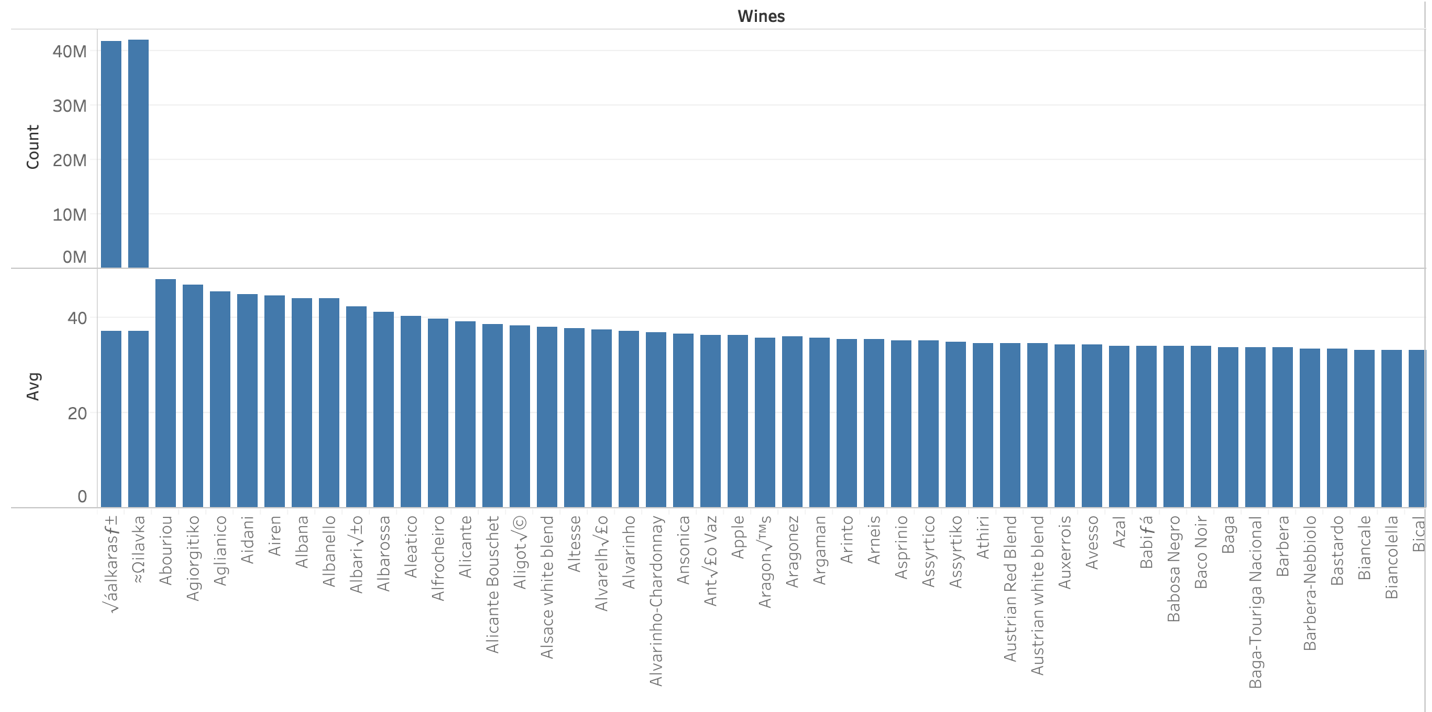 Wines
Count
40M
30M
20M
10M
0M
Avg
40
20
0
√áalkarasƒ±
≈Ωilavka
Abouriou
Agiorgitiko
Aglianico
Aidani
Airen
Albana
Albanello
Albari√±o
Albarossa
Aleatico
Alfrocheiro
Alicante
Alicante Bouschet
Aligot√©
Alsace white blend
Altesse
Alvarelh√£o
Alvarinho
Alvarinho-Chardonnay
Ansonica
Ant√£o Vaz
Apple
Aragon√™s
Aragonez
Argaman
Arinto
Arneis
Asprinio
Assyrtico
Assyrtiko
Athiri
Austrian Red Blend
Austrian white blend
Auxerrois
Avesso
Azal
Babiƒá
Babosa Negro
Baco Noir
Baga
Baga-Touriga Nacional
Barbera
Barbera-Nebbiolo
Bastardo
Biancale
Biancolella
Bical